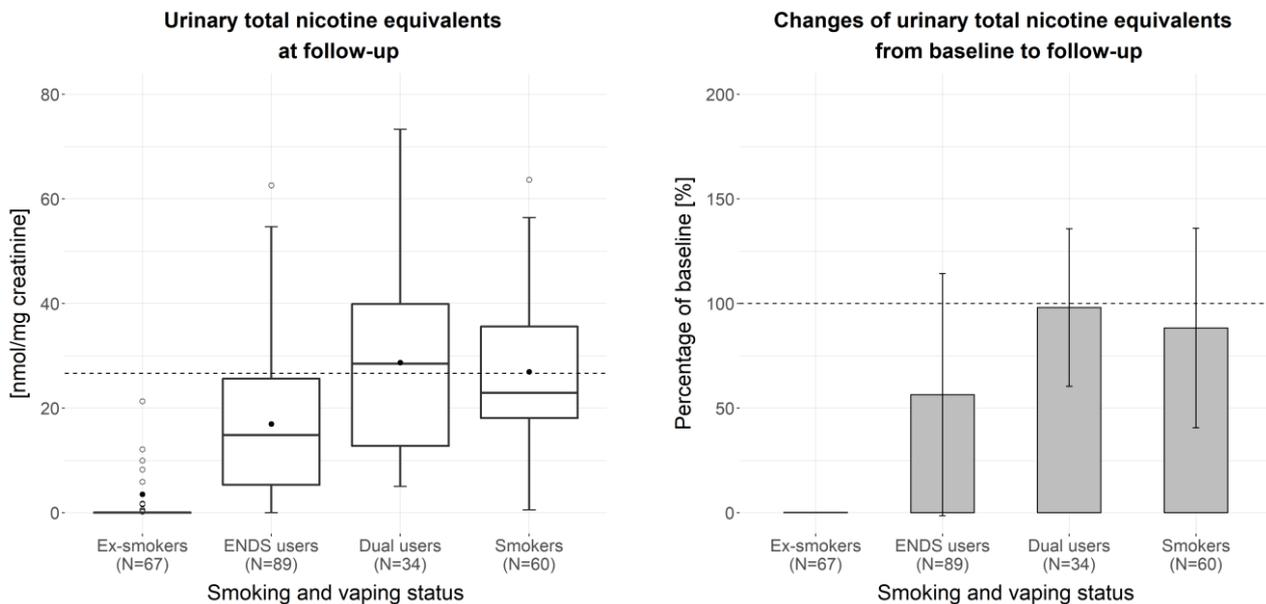 Urinary total nicotine equivalents
at follow-up
[nmol/mg creatinine]
80
60
40
20
0
Ex-smokers
(N=67)
ENDS users
(N=89)
Dual users
(N=34)
Smokers
(N=60)
Smoking and vaping status
Changes of urinary total nicotine equivalents
from baseline to follow-up
Percentage of baseline [%]
200
150
100
50
0
Ex-smokers
(N=67)
ENDS users
(N=89)
Dual users
(N=34)
Smokers
(N=60)
Smoking and vaping status